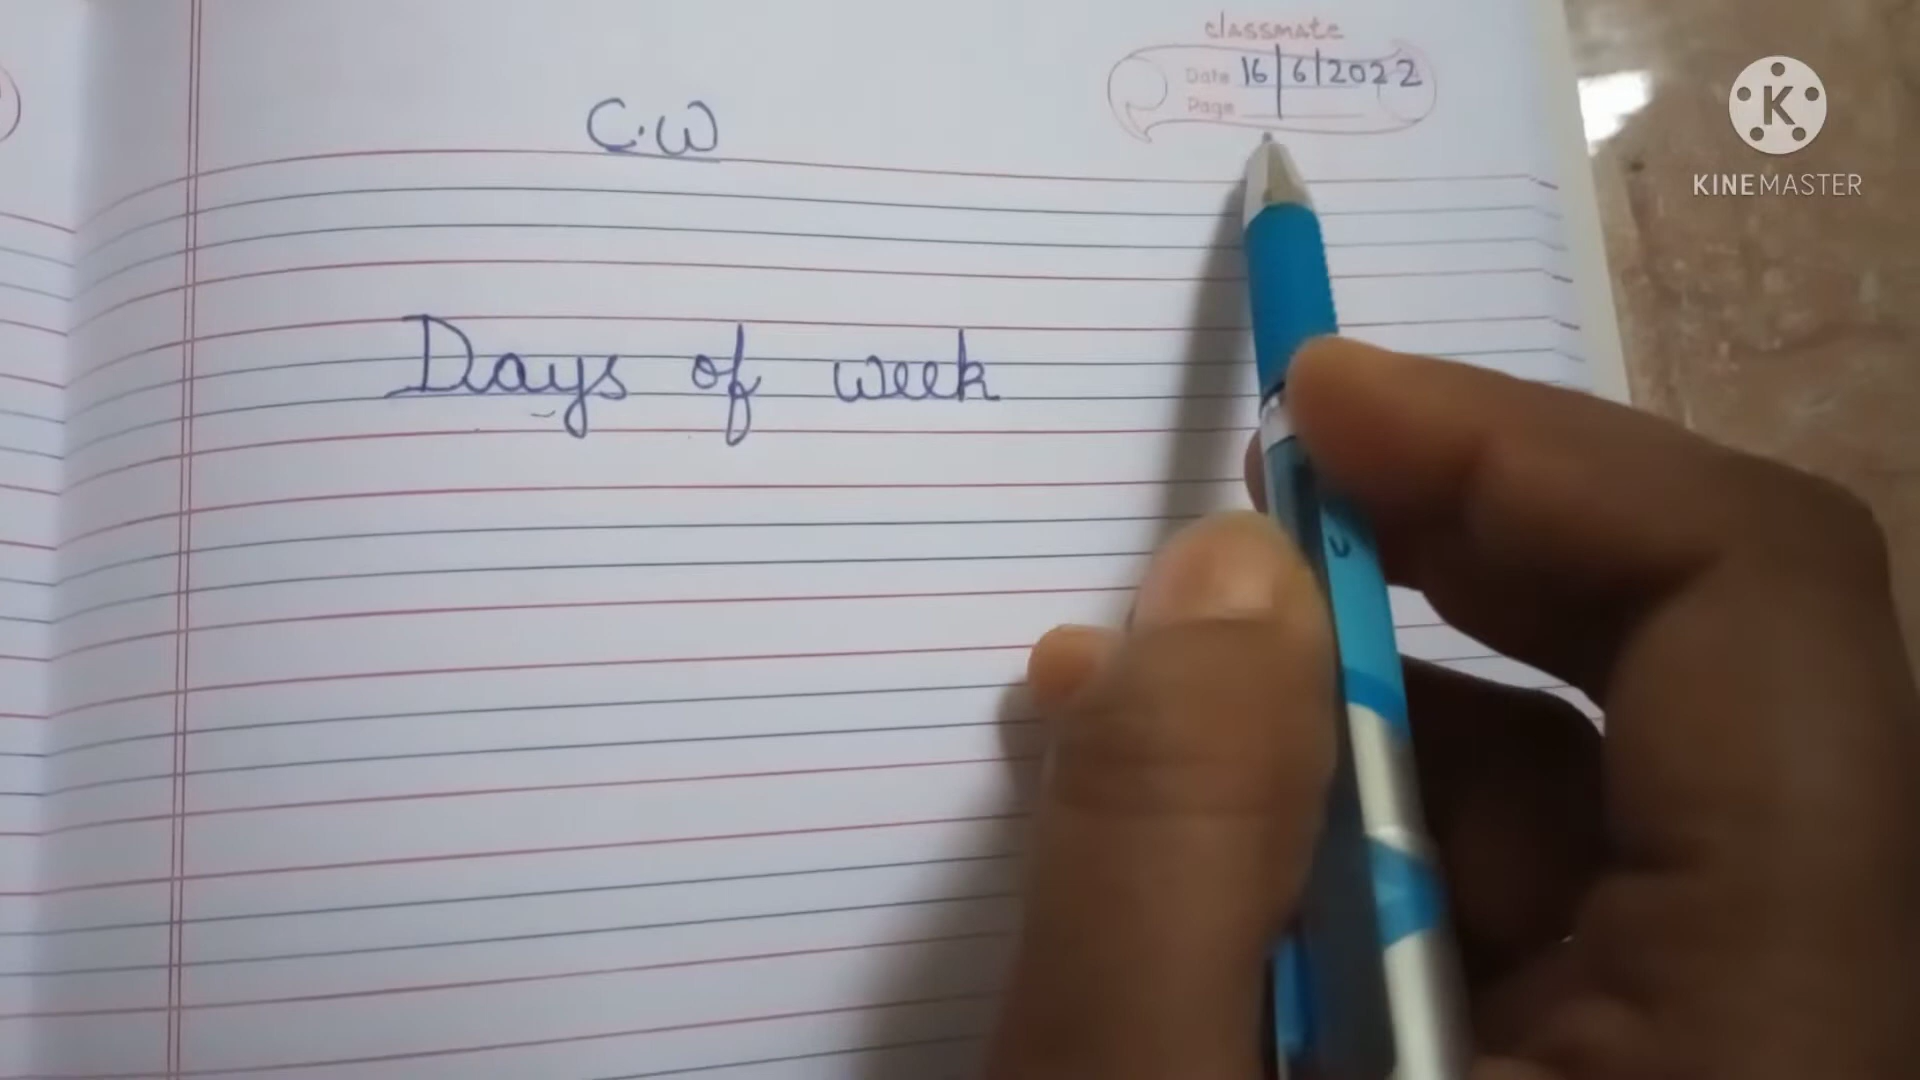 classmate
Date 16/6/2022
Page
C.W
Days of week
KINEMASTER